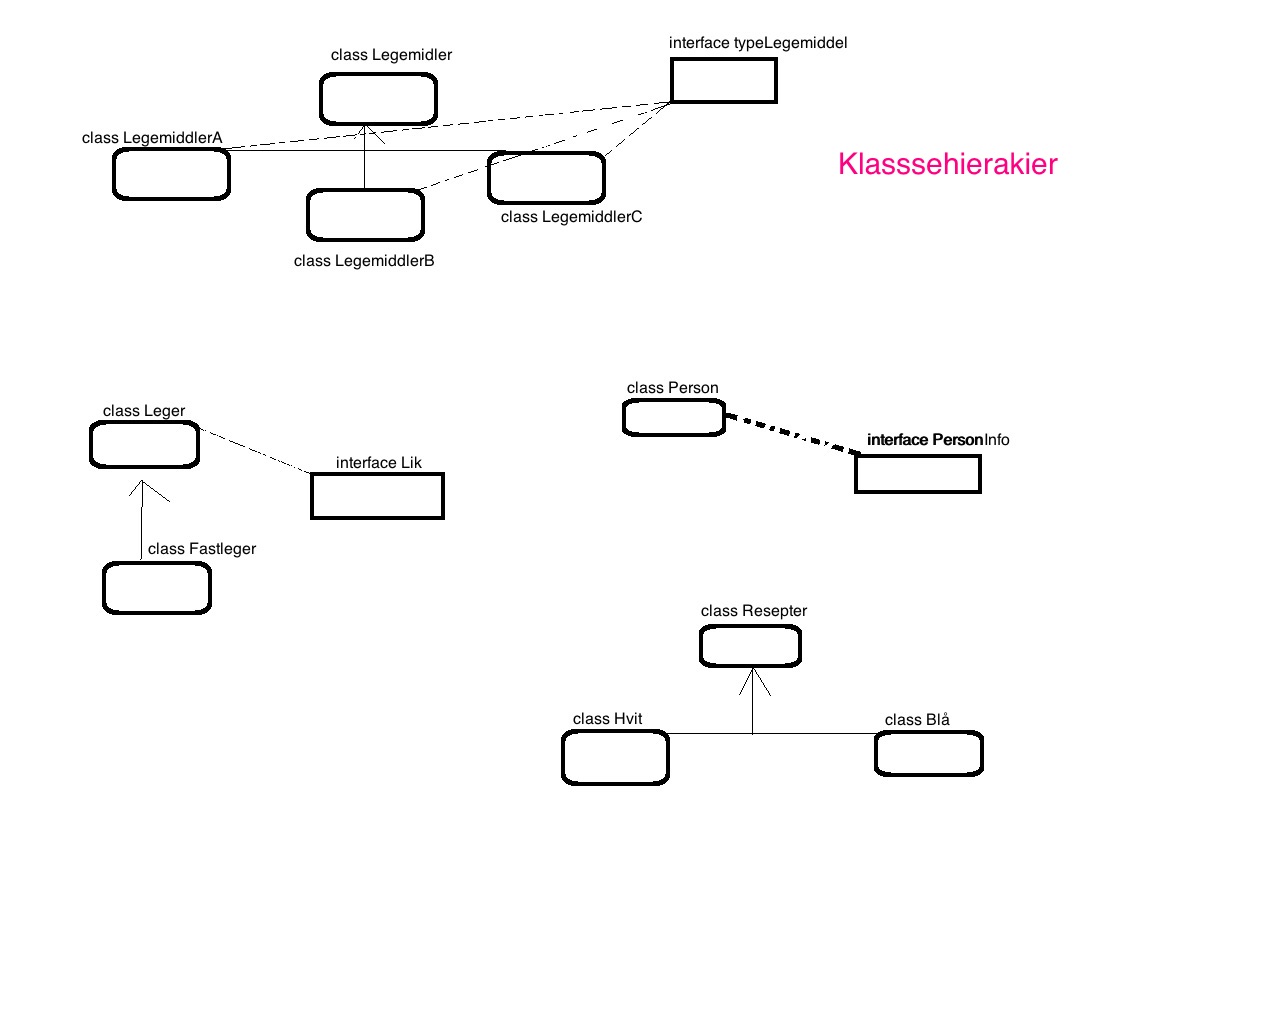 class Legemidler
interface typeLegemiddel
class LegemiddlerA
Klasssehierakier
class LegemiddlerC
class LegemiddlerB
class Person
class Leger
interface PersonInfo
interface Lik
class Fastleger
class Resepter
class Hvit
class Blå